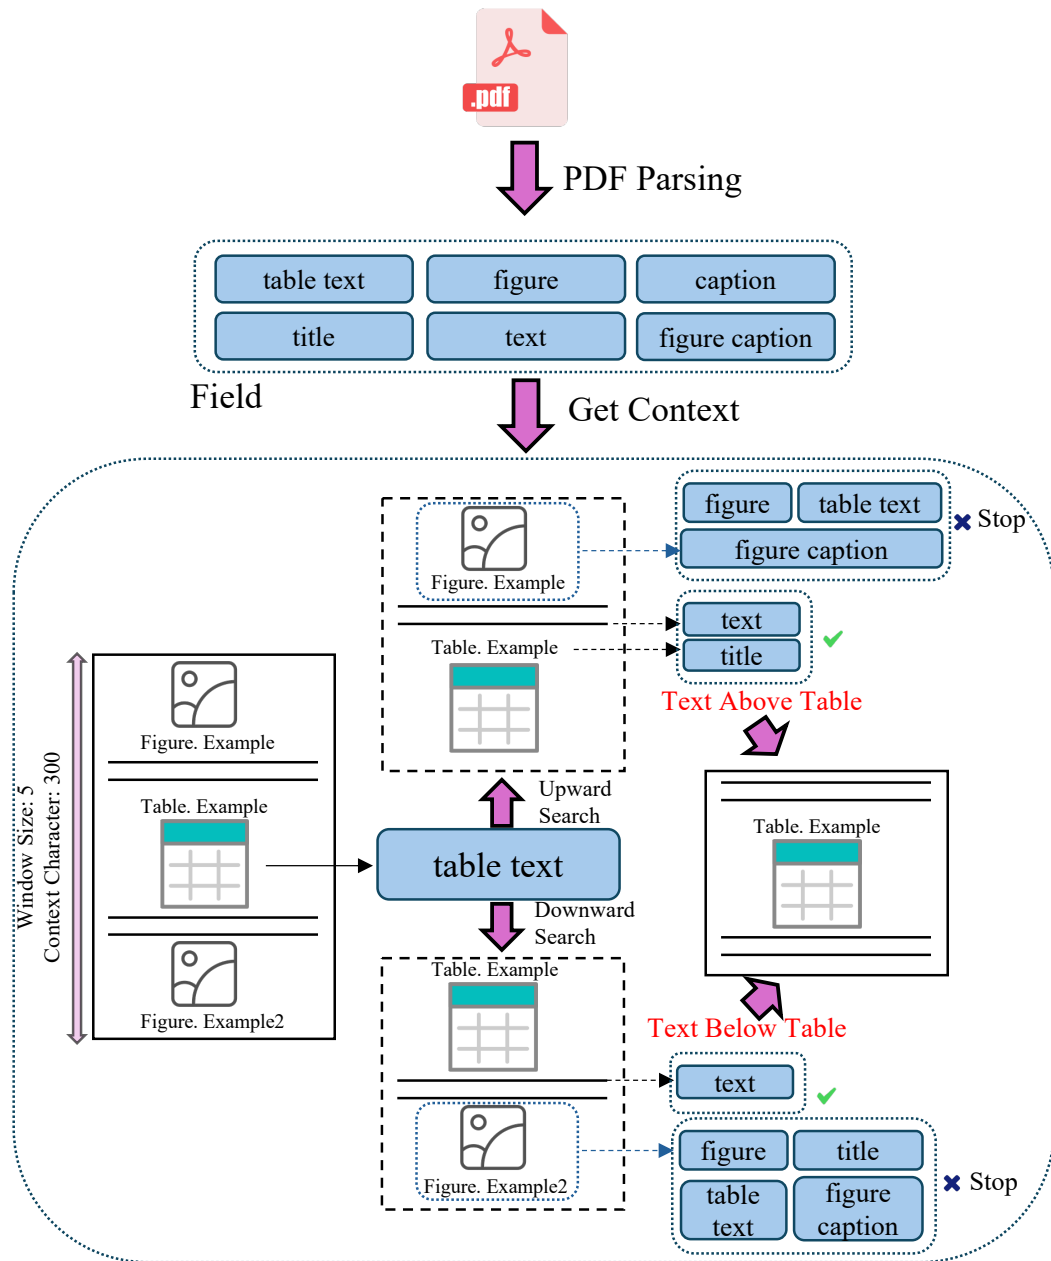 .pdf
PDF Parsing
table text
figure
caption
title
text
figure caption
Field
Get Context
figure
table text
Stop
figure caption
Figure. Example
text
title
Table. Example
Text Above Table
Window Size: 5
Context Character: 300
Figure. Example
Table. Example
Figure. Example2
Upward
Search
table text
Downward
Search
Table. Example
Table. Example
Text Below Table
text
Figure. Example2
figure
title
table
text
figure
caption
Stop